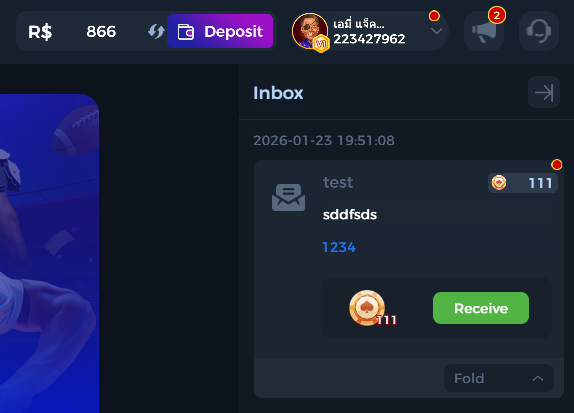 R$ 866 Deposit
เอมี่ แจ็ค...
223427962
V1
2
Inbox
2026-01-23 19:51:08
test 111
sddfsds
1234
111 Receive
Fold